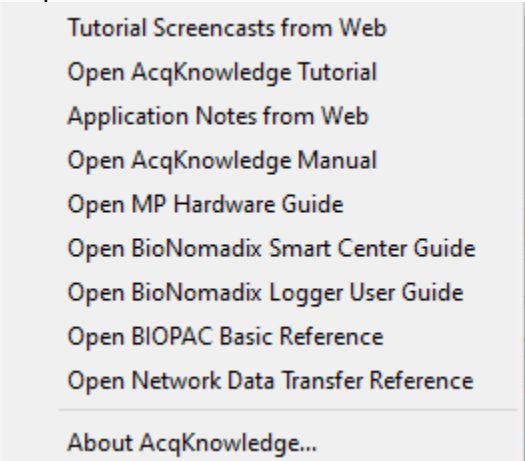 Tutorial Screencasts from Web
Open AcqKnowledge Tutorial
Application Notes from Web
Open AcqKnowledge Manual
Open MP Hardware Guide
Open BioNomadix Smart Center Guide
Open BioNomadix Logger User Guide
Open BIOPAC Basic Reference
Open Network Data Transfer Reference
About AcqKnowledge...